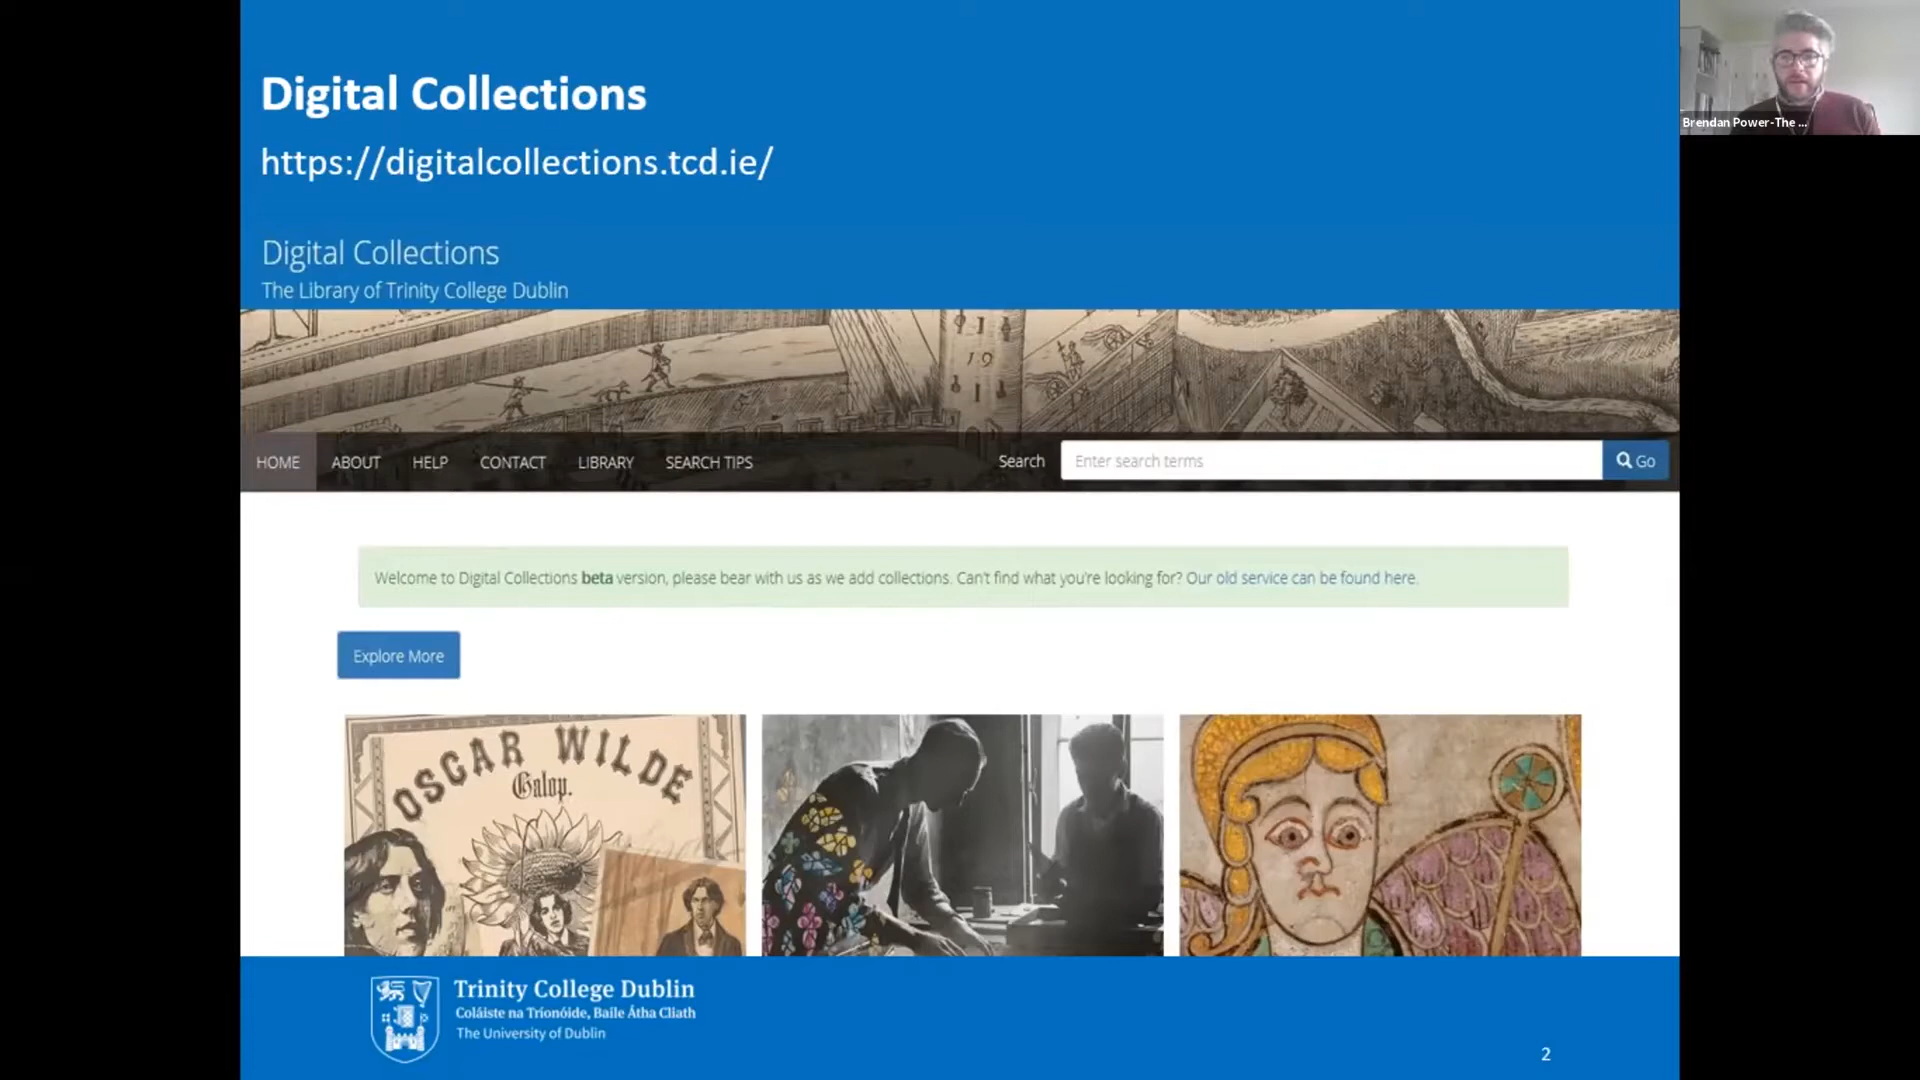 Digital Collections
https://digitalcollections.tcd.ie/
Digital Collections
The Library of Trinity College Dublin
19
HOME ABOUT HELP CONTACT LIBRARY SEARCH TIPS Search Enter search terms Go
Welcome to Digital Collections beta version, please bear with us as we add collections. Can't find what you're looking for? Our old service can be found here.
Explore More
OSCAR WILDE
Galop.
Trinity College Dublin
Coláiste na Tríonóide, Baile Átha Cliath
The University of Dublin
2
Brendan Power-The ...